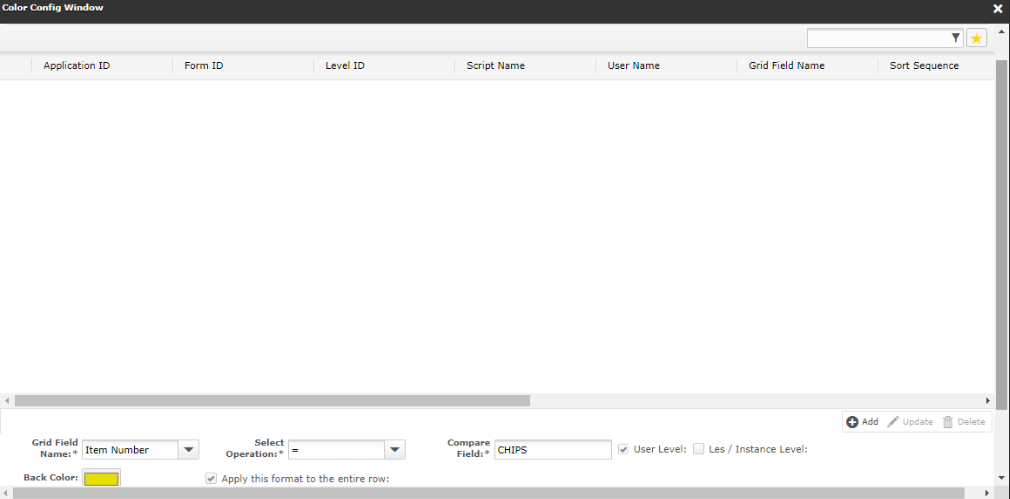 Color Config Window
Application ID Form ID Level ID Script Name User Name Grid Field Name Sort Sequence
Add Update Delete
Grid Field Name:* Item Number Select Operation:* = Compare Field:* CHIPS User Level: Les / Instance Level:
Back Color: Apply this format to the entire row: